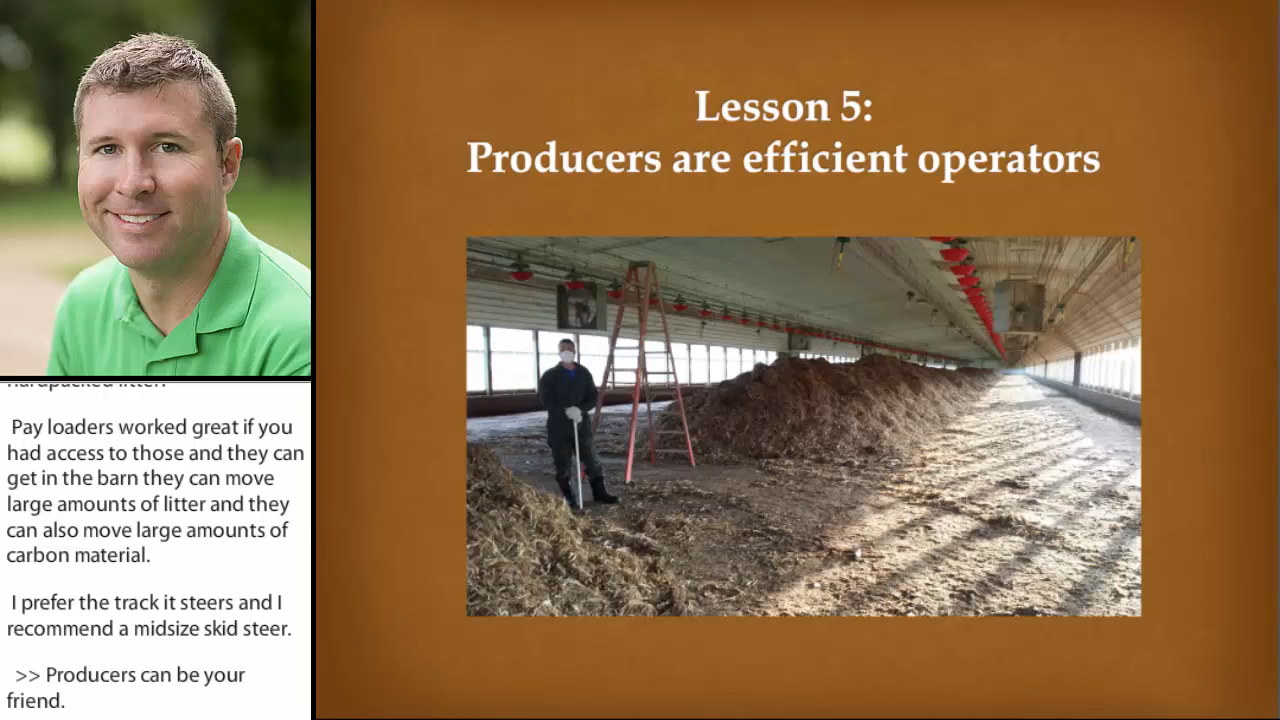 Lesson 5:
Producers are efficient operators
hardpacked litter.
Pay loaders worked great if you
had access to those and they can
get in the barn they can move
large amounts of litter and they
can also move large amounts of
carbon material.
I prefer the track it steers and I
recommend a midsize skid steer.
>> Producers can be your
friend.